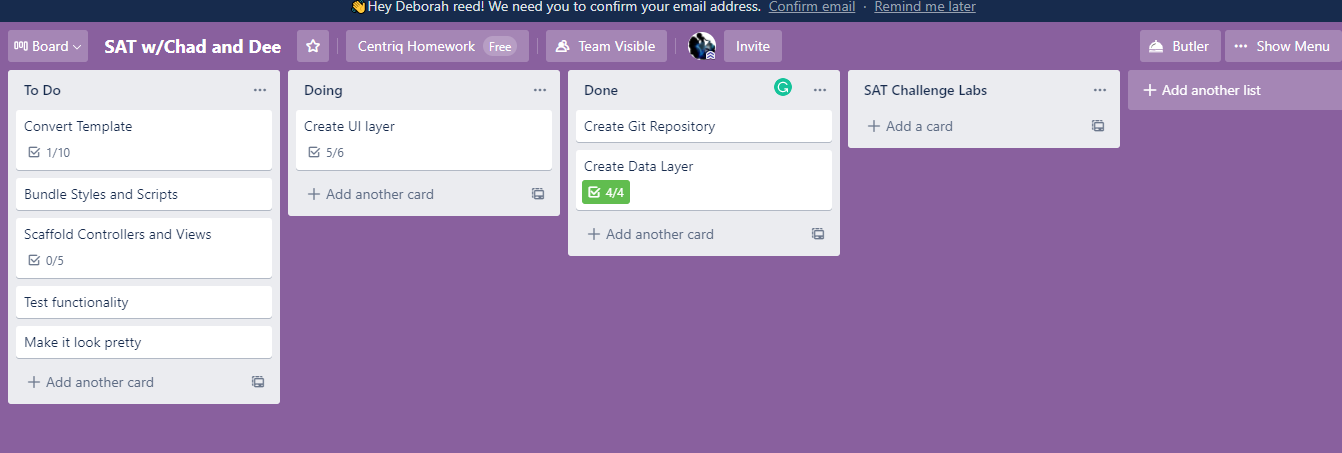 👋Hey Deborah reed! We need you to confirm your email address. Confirm email · Remind me later
Board SAT w/Chad and Dee Centriq Homework Free Team Visible Invite Butler ··· Show Menu
To Do ···
Convert Template
1/10
Bundle Styles and Scripts
Scaffold Controllers and Views
0/5
Test functionality
Make it look pretty
+ Add another card
Doing ···
Create UI layer
5/6
+ Add another card
Done ···
Create Git Repository
Create Data Layer
4/4
+ Add another card
SAT Challenge Labs ···
+ Add a card
+ Add another list